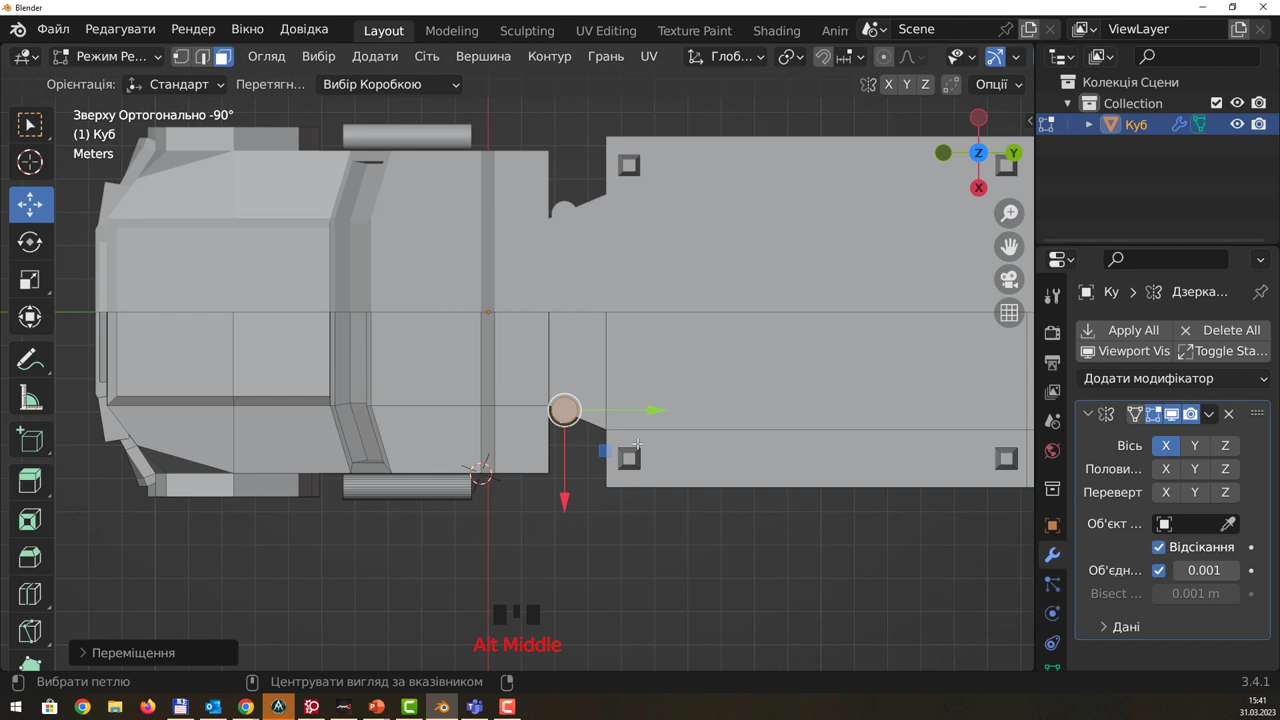 Blender
Файл Редагувати Рендер Вікно Довідка Layout Modeling Sculpting UV Editing Texture Paint Shading Anim Scene ViewLayer
Режим Ре... Огляд Вибір Додати Сіть Вершина Контур Грань UV Глоб...
Орієнтація: Стандарт Перетягн... Вибір Коробкою X Y Z Опції
Колекція Сцени
Collection
Куб
Зверху Ортогонально -90°
(1) Куб
Meters
Z Y X
Ку Дзерка...
Apply All Delete All
Viewport Vis Toggle Sta...
Додати модифікатор
Вісь X Y Z
Полови... X Y Z
Переверт X Y Z
Об'єкт ...
Відсікання
Об'єдн... 0.001
Bisect ... 0.001 m
Дані
Alt Middle
Переміщення
Вибрати петлю Центрувати вигляд за вказівником 3.4.1
15:41
31.03.2023